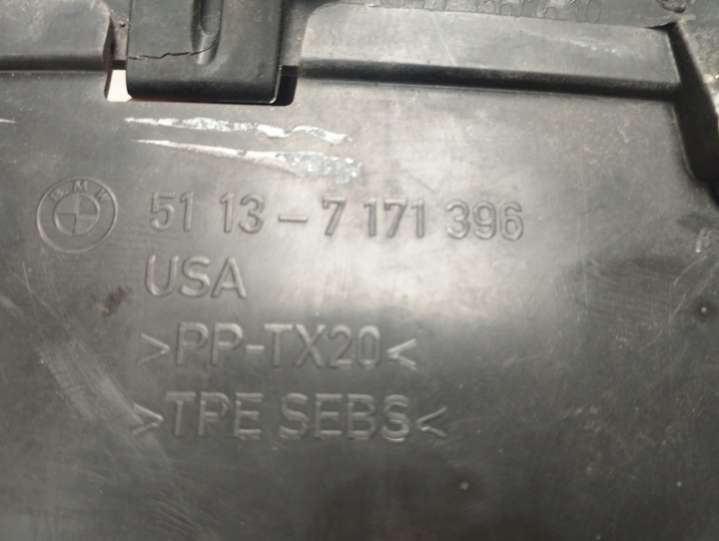 BMW
51 13 - 7 171 396
USA
>PP-TX20<
>TPE SEBS<